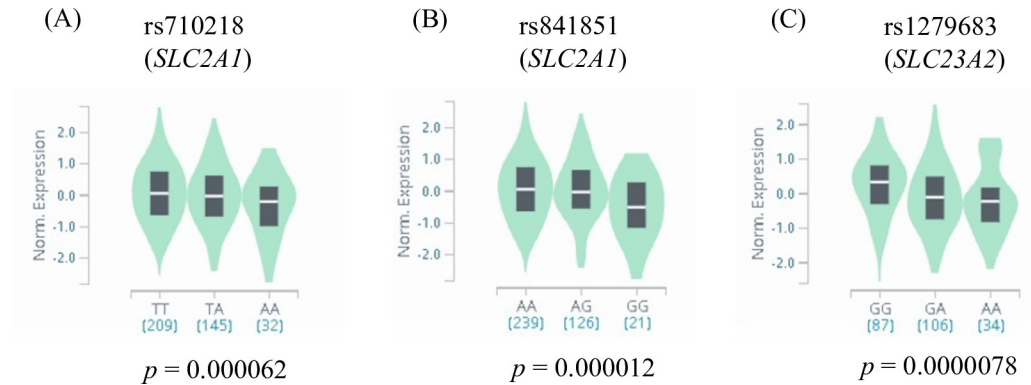 (A)
rs710218
(SLC2A1)
Norm. Expression
2.0
1.0
0.0
-1.0
-2.0
TT TA AA
(209) (145) (32)
p = 0.000062
(B)
rs841851
(SLC2A1)
Norm. Expression
2.0
1.0
0.0
-1.0
-2.0
AA AG GG
(239) (126) (21)
p = 0.000012
(C)
rs1279683
(SLC23A2)
Norm. Expression
2.0
1.0
0.0
-1.0
-2.0
GG GA AA
(87) (106) (34)
p = 0.0000078